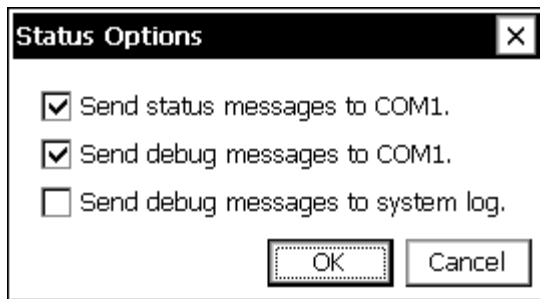 Status Options
Send status messages to COM1.
Send debug messages to COM1.
Send debug messages to system log.
OK Cancel